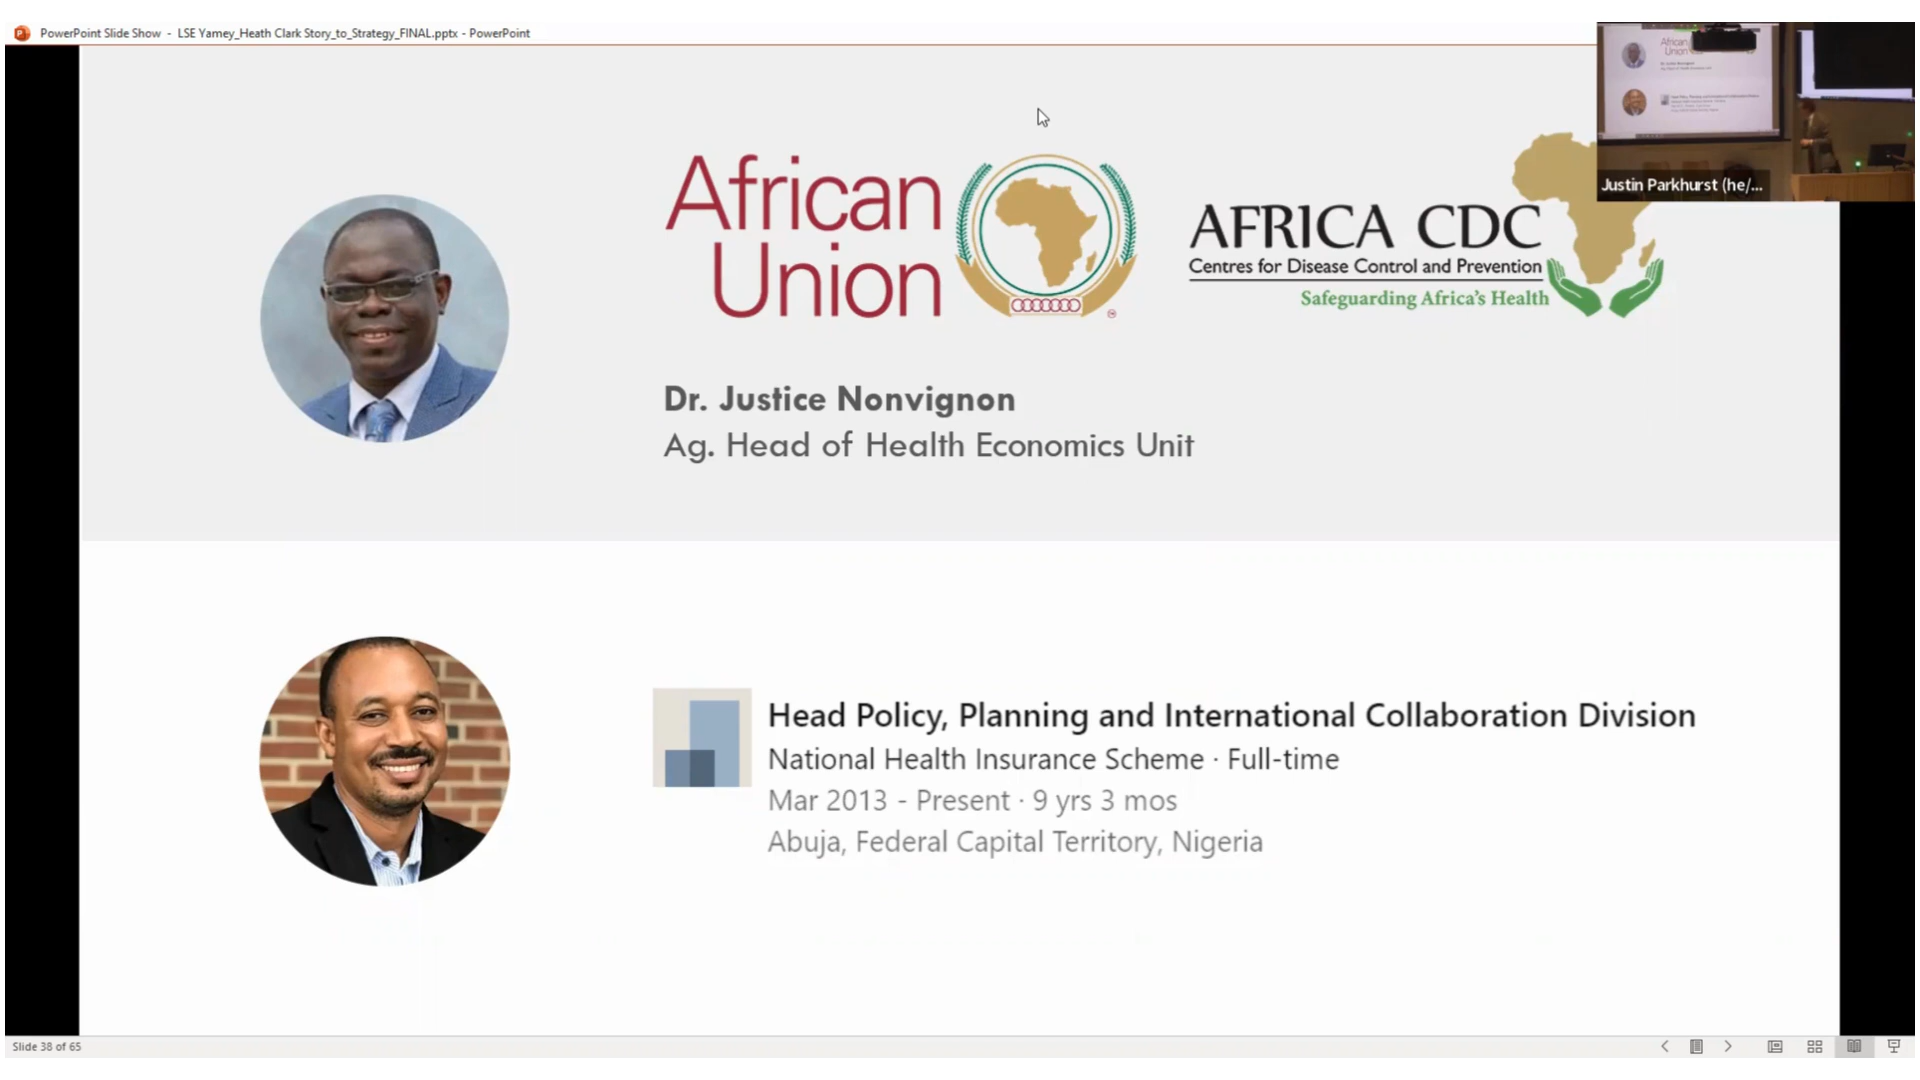 PowerPoint Slide Show - LSE Yamey_Heath Clark Story_to_Strategy_FINAL.pptx - PowerPoint
African
Union
AFRICA CDC
Centres for Disease Control and Prevention
Safeguarding Africa's Health
Justin Parkhurst (he/...
Dr. Justice Nonvignon
Ag. Head of Health Economics Unit
Head Policy, Planning and International Collaboration Division
National Health Insurance Scheme · Full-time
Mar 2013 - Present · 9 yrs 3 mos
Abuja, Federal Capital Territory, Nigeria
Slide 38 of 65